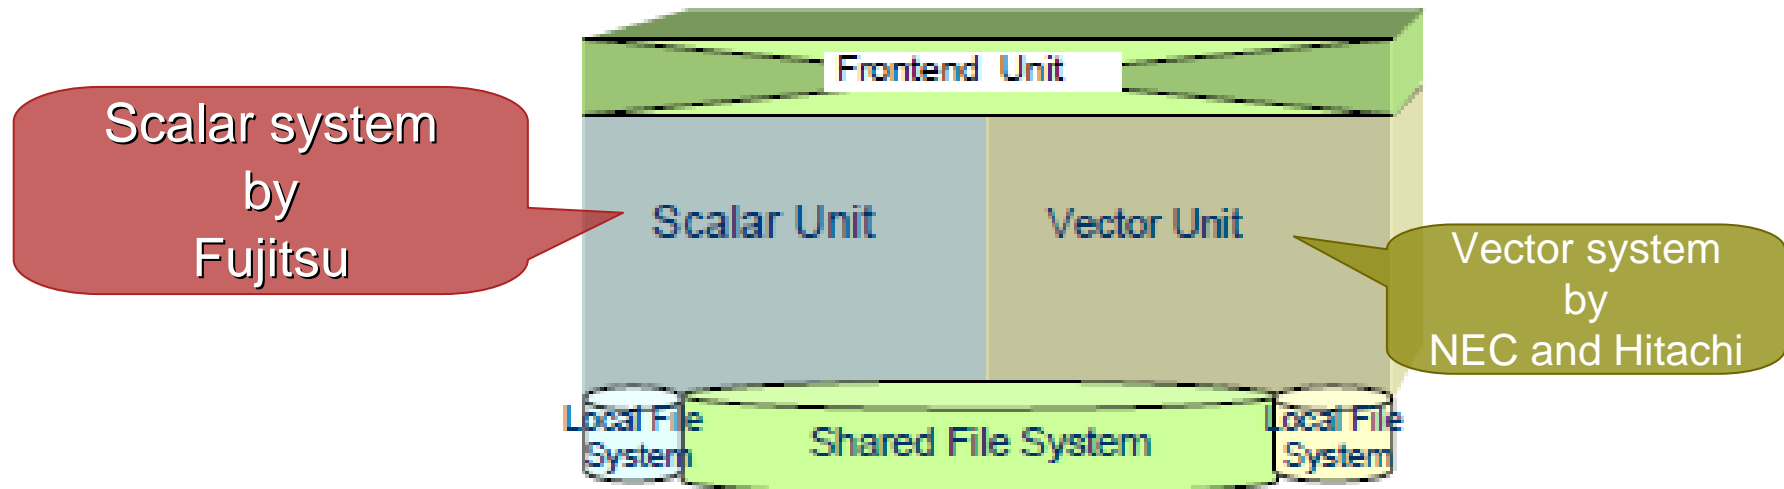 Frontend Unit
Scalar system
by
Fujitsu
Scalar Unit
Vector Unit
Vector system
by
NEC and Hitachi
Local File
System
Shared File System
Local File
System